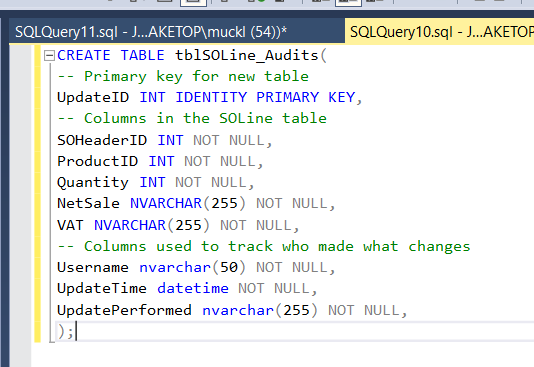 SQLQuery11.sql - J...AKETOP\muckl (54))*
SQLQuery10.sql - J...AKETOP
CREATE TABLE tblSOLine_Audits(
-- Primary key for new table
UpdateID INT IDENTITY PRIMARY KEY,
-- Columns in the SOLine table
SOHeaderID INT NOT NULL,
ProductID INT NOT NULL,
Quantity INT NOT NULL,
NetSale NVARCHAR(255) NOT NULL,
VAT NVARCHAR(255) NOT NULL,
-- Columns used to track who made what changes
Username nvarchar(50) NOT NULL,
UpdateTime datetime NOT NULL,
UpdatePerformed nvarchar(255) NOT NULL,
);